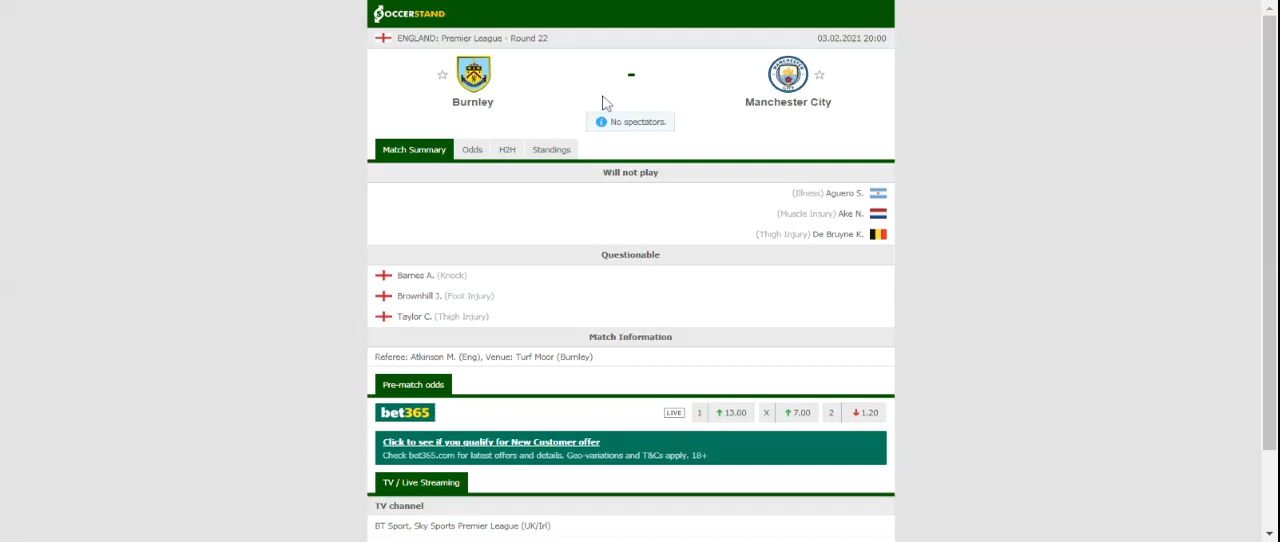 SOCCERSTAND
ENGLAND: Premier League - Round 22 03.02.2021 20:00
-
Burnley Manchester City
No spectators.
Match Summary Odds H2H Standings
Will not play
(Illness) Aguero S.
(Muscle Injury) Ake N.
(Thigh Injury) De Bruyne K.
Questionable
Barnes A. (Knock)
Brownhill J. (Foot Injury)
Taylor C. (Thigh Injury)
Match Information
Referee: Atkinson M. (Eng), Venue: Turf Moor (Burnley)
Pre-match odds
bet365 LIVE 1 13.00 X 7.00 2 1.20
Click to see if you qualify for New Customer offer
Check bet365.com for latest offers and details. Geo-variations and T&Cs apply. 18+
TV / Live Streaming
TV channel
BT Sport, Sky Sports Premier League (UK/Irl)